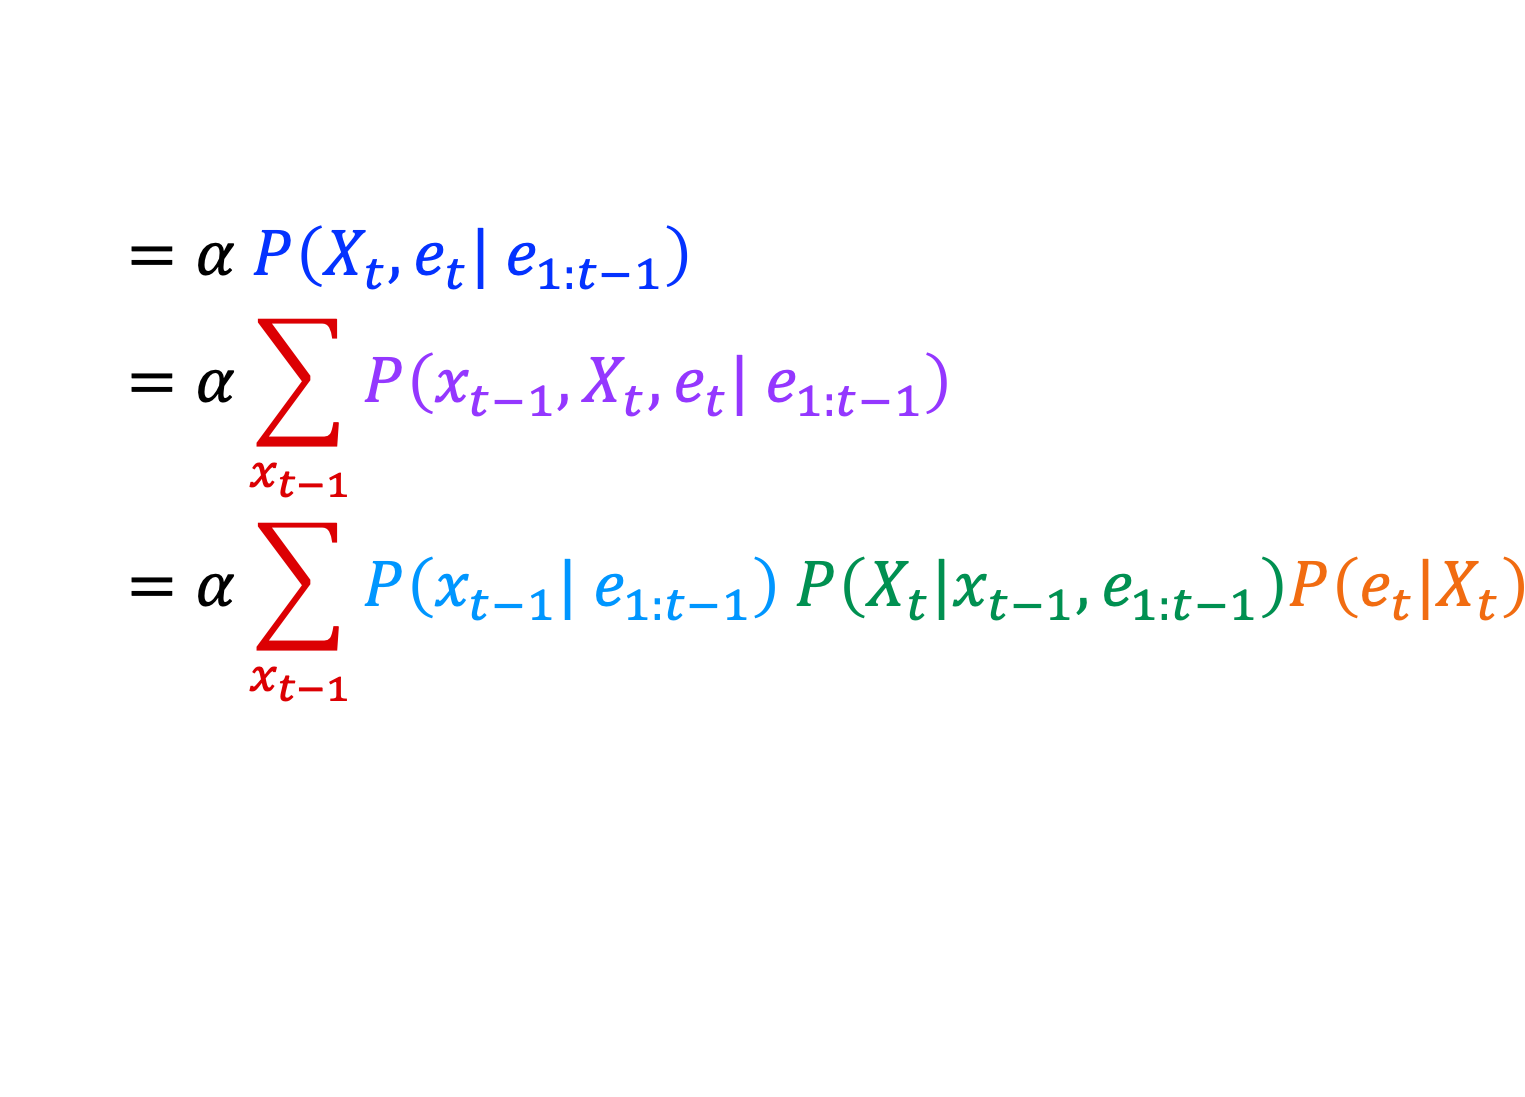 = α P(X_t, e_t | e_{1:t−1})
= α ∑_{x_{t−1}} P(x_{t−1}, X_t, e_t | e_{1:t−1})
= α ∑_{x_{t−1}} P(x_{t−1} | e_{1:t−1}) P(X_t|x_{t−1}, e_{1:t−1})P(e_t|X_t)